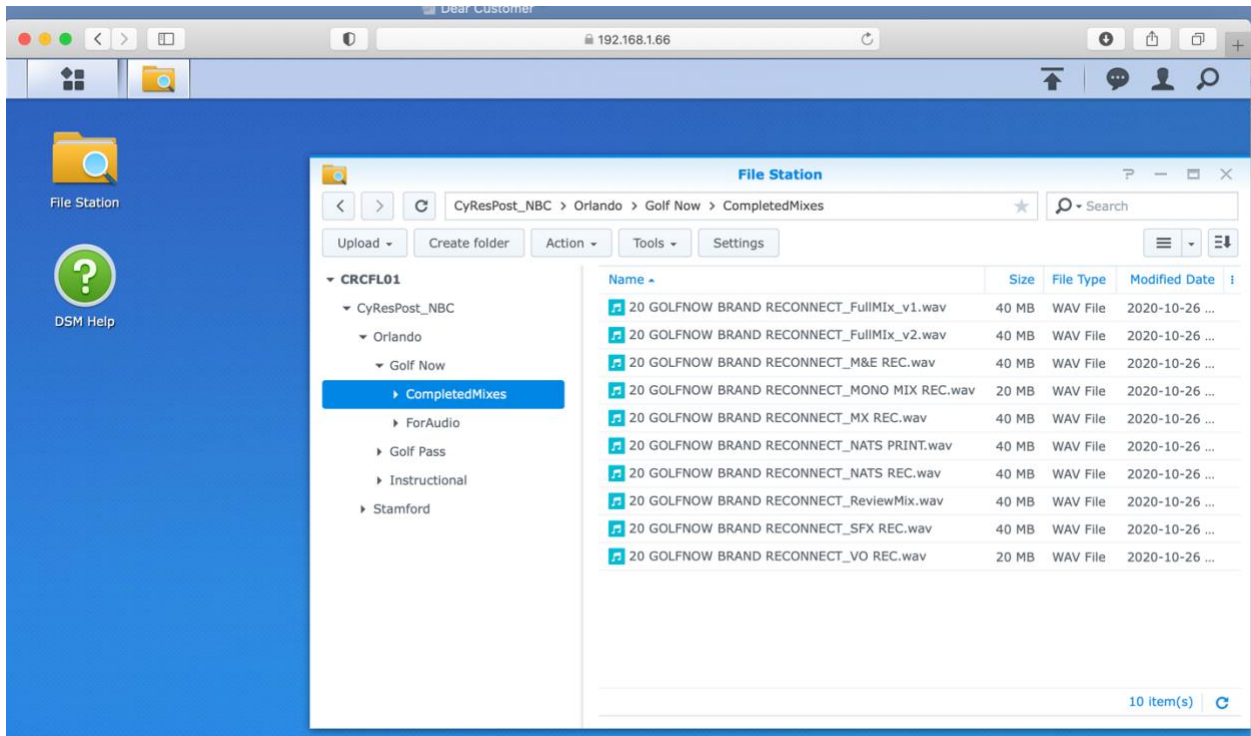 Dear Customer
192.168.1.66
File Station
DSM Help
File Station
CyResPost_NBC > Orlando > Golf Now > CompletedMixes
Search
Upload Create folder Action Tools Settings
CRCFL01
CyResPost_NBC
Orlando
Golf Now
CompletedMixes
ForAudio
Golf Pass
Instructional
Stamford
Name Size File Type Modified Date
20 GOLFNOW BRAND RECONNECT_FullMIx_v1.wav 40 MB WAV File 2020-10-26 ...
20 GOLFNOW BRAND RECONNECT_FullMIx_v2.wav 40 MB WAV File 2020-10-26 ...
20 GOLFNOW BRAND RECONNECT_M&E REC.wav 40 MB WAV File 2020-10-26 ...
20 GOLFNOW BRAND RECONNECT_MONO MIX REC.wav 20 MB WAV File 2020-10-26 ...
20 GOLFNOW BRAND RECONNECT_MX REC.wav 40 MB WAV File 2020-10-26 ...
20 GOLFNOW BRAND RECONNECT_NATS PRINT.wav 40 MB WAV File 2020-10-26 ...
20 GOLFNOW BRAND RECONNECT_NATS REC.wav 40 MB WAV File 2020-10-26 ...
20 GOLFNOW BRAND RECONNECT_ReviewMix.wav 40 MB WAV File 2020-10-26 ...
20 GOLFNOW BRAND RECONNECT_SFX REC.wav 40 MB WAV File 2020-10-26 ...
20 GOLFNOW BRAND RECONNECT_VO REC.wav 20 MB WAV File 2020-10-26 ...
10 item(s)